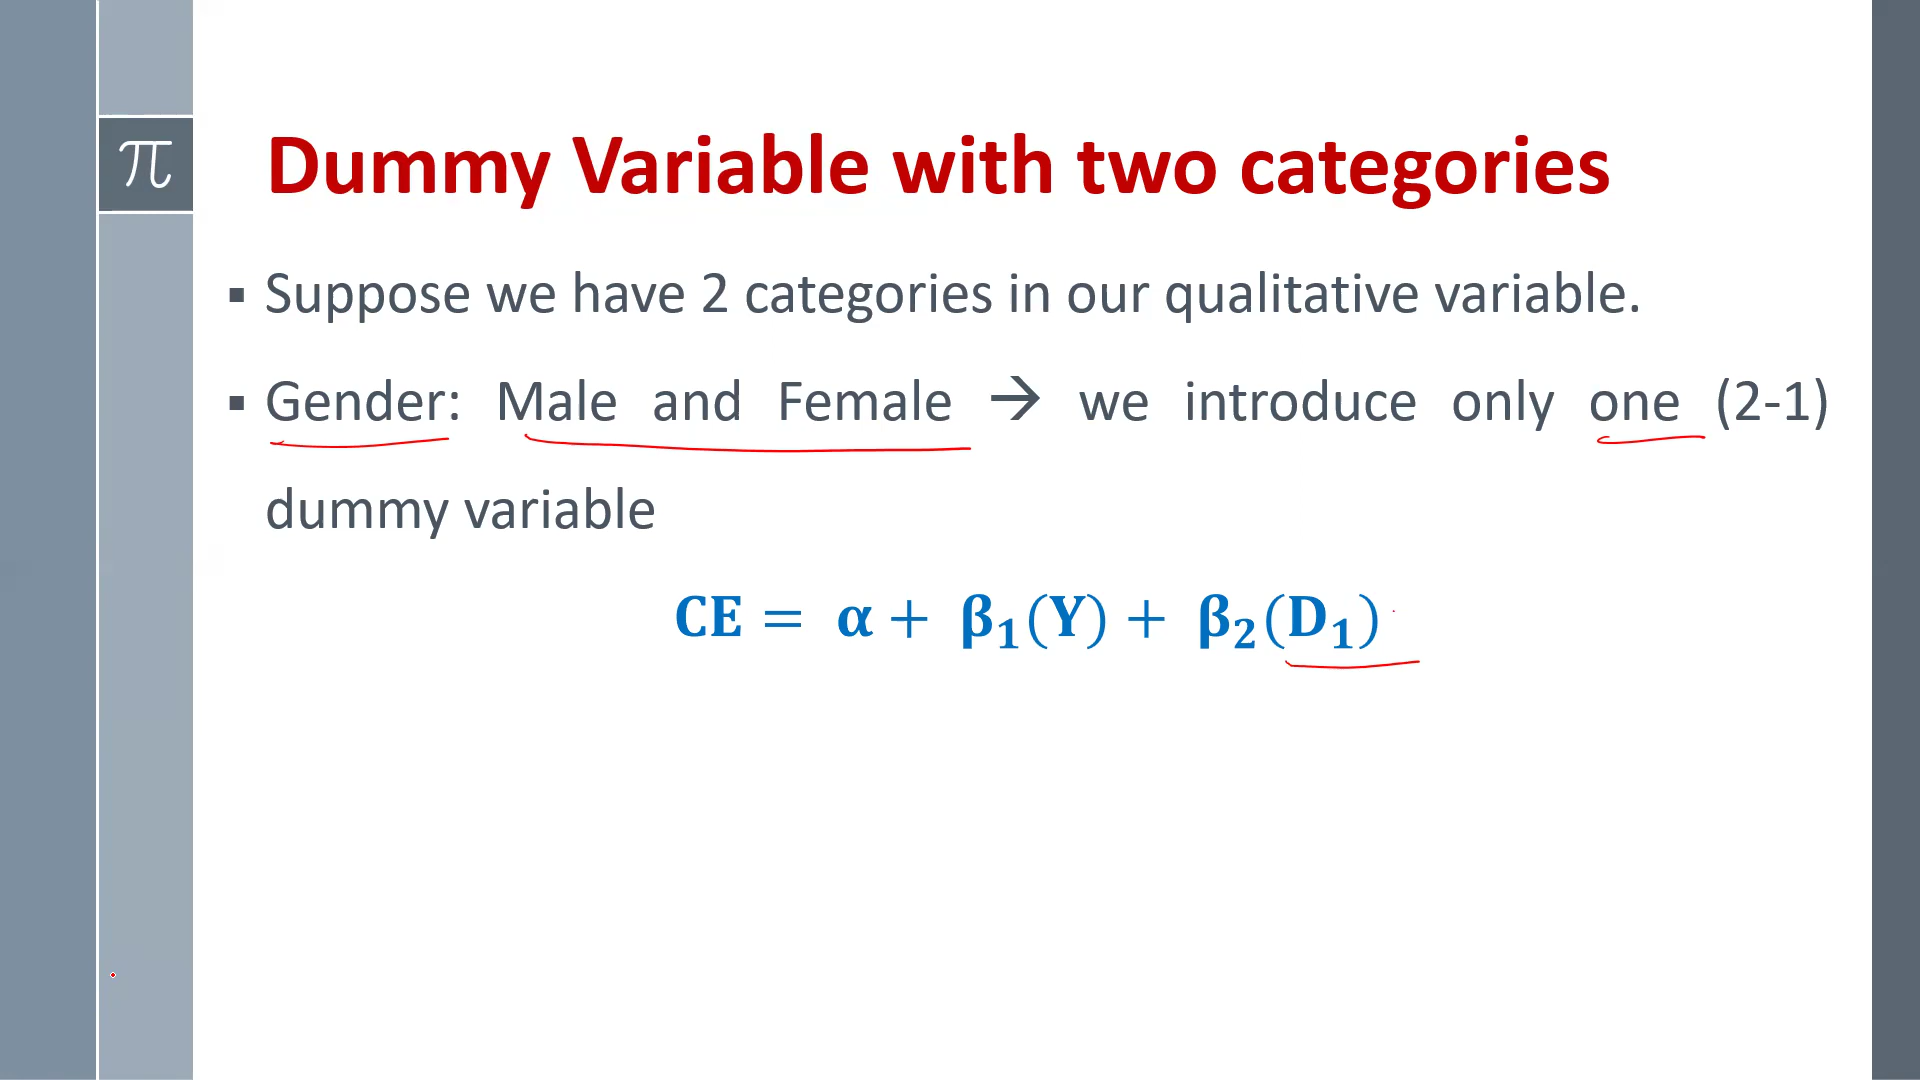 π
Dummy Variable with two categories
▪ Suppose we have 2 categories in our qualitative variable.
▪ Gender: Male and Female → we introduce only one (2-1)
dummy variable
CE = α + β₁(Y) + β₂(D₁)